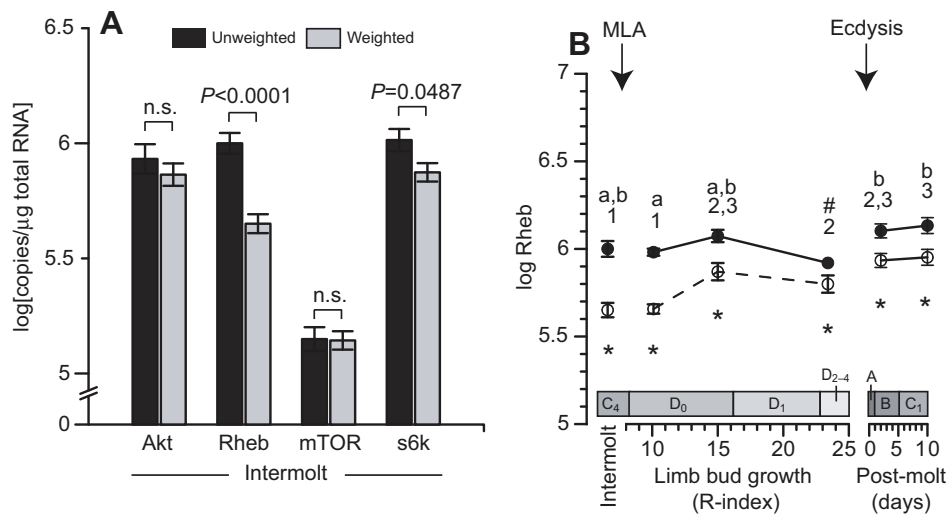 A
Unweighted
Weighted
log[copies/µg total RNA]
6.5
6
5.5
5
0
n.s.
P<0.0001
n.s.
P=0.0487
Akt
Rheb
mTOR
s6k
Intermolt
B
MLA
Ecdysis
log Rheb
7
6.5
6
5.5
5
a,b
1
a
1
a,b
2,3
#
2
b
2,3
b
3
*
*
*
*
*
*
C4
D0
D1
D2–4
A
B
C1
Intermolt
10
15
20
25
0
5
10
Limb bud growth
(R-index)
Post-molt
(days)